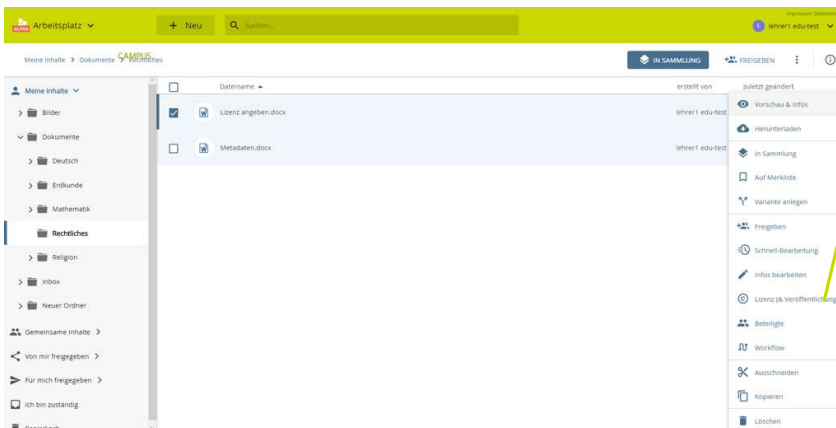 Impressum
ALPHA Arbeitsplatz
+ Neu
Suchen...
lehrer1 edu-test
Meine Inhalte > Dokumente > Rechtliches
CAMPUS
IN SAMMLUNG
FREIGEBEN
Meine Inhalte
Dateiname
erstellt von
zuletzt geändert
Bilder
Lizenz angeben.docx
lehrer1 edu-test
Dokumente
Metadaten.docx
lehrer1 edu-test
Deutsch
Erdkunde
Mathematik
Rechtliches
Religion
Inbox
Neuer Ordner
Gemeinsame Inhalte >
Von mir freigegeben >
Für mich freigegeben >
Ich bin zuständig
Vorschau & Infos
Herunterladen
In Sammlung
Auf Merkliste
Variante anlegen
Freigeben
Schnell-Bearbeitung
Infos bearbeiten
Lizenz (& Veröffentlichung
Beteiligte
Workflow
Ausschneiden
Kopieren
Löschen